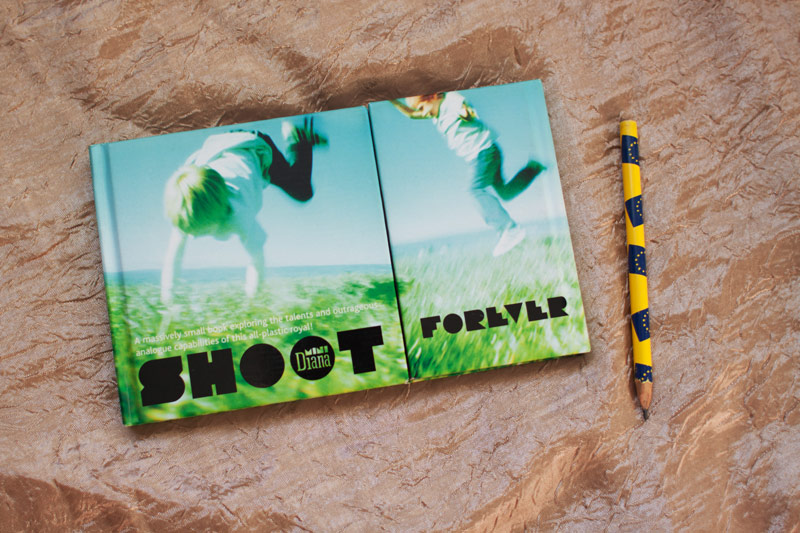 A massively small book exploring the talents and outrageous
analogue capabilities of this all-plastic royal!
SHOOT
MINI
Diana
FOREVER